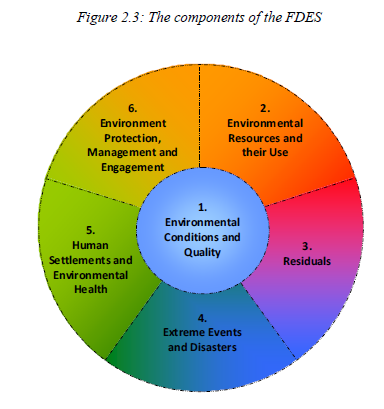 Figure 2.3: The components of the FDES
1.
Environmental
Conditions and
Quality
2.
Environmental
Resources and
their Use
3.
Residuals
4.
Extreme Events
and Disasters
5.
Human
Settlements and
Environmental
Health
6.
Environment
Protection,
Management and
Engagement